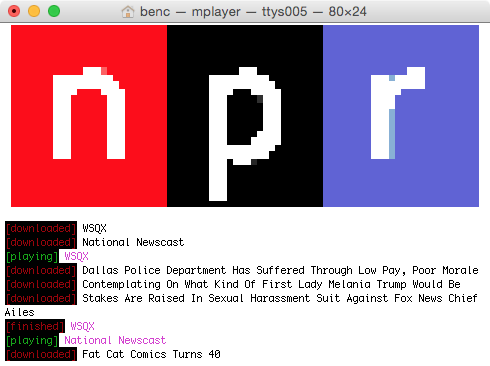 benc — mplayer — ttys005 — 80×24
npr
[downloaded] WSQX
[downloaded] National Newscast
[playing] WSQX
[downloaded] Dallas Police Department Has Suffered Through Low Pay, Poor Morale
[downloaded] Contemplating On What Kind Of First Lady Melania Trump Would Be
[downloaded] Stakes Are Raised In Sexual Harassment Suit Against Fox News Chief
Ailes
[finished] WSQX
[playing] National Newscast
[downloaded] Fat Cat Comics Turns 40